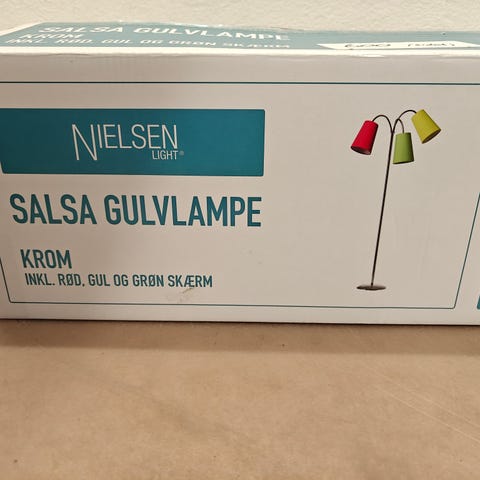 SALSA GULVLAMPE
KROM
INKL. RØD, GUL OG GRØN SKÆRM
NIELSEN
LIGHT®
SALSA GULVLAMPE
KROM
INKL. RØD, GUL OG GRØN SKÆRM